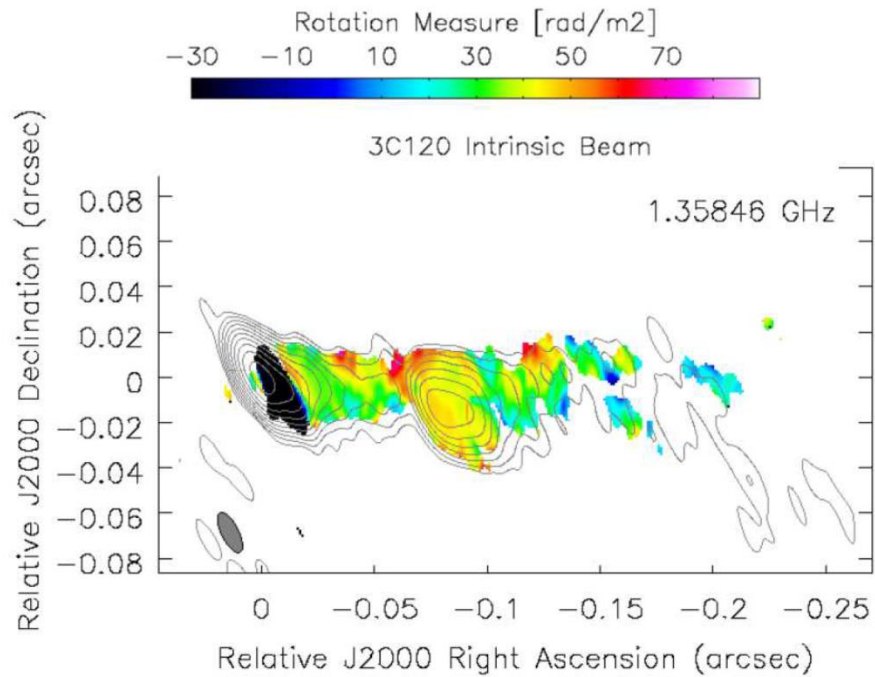 Rotation Measure [rad/m2]
-30 -10 10 30 50 70
3C120 Intrinsic Beam
1.35846 GHz
Relative J2000 Declination (arcsec)
0.08
0.06
0.04
0.02
0
-0.02
-0.04
-0.06
-0.08
0 -0.05 -0.1 -0.15 -0.2 -0.25
Relative J2000 Right Ascension (arcsec)